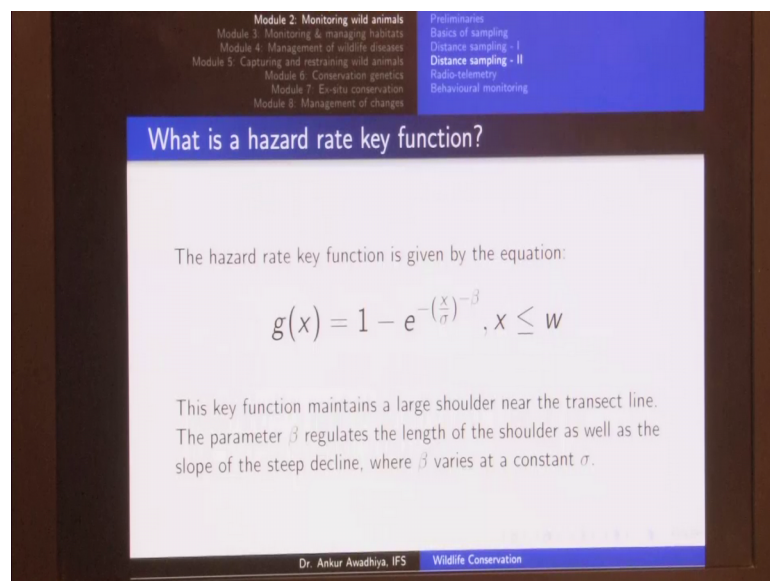 Module 2: Monitoring wild animals
Module 3: Monitoring & managing habitats
Module 4: Management of wildlife diseases
Module 5: Capturing and restraining wild animals
Module 6: Conservation genetics
Module 7: Ex-situ conservation
Module 8: Management of changes
Preliminaries
Basics of sampling
Distance sampling - I
Distance sampling - II
Radio-telemetry
Behavioural monitoring
What is a hazard rate key function?
The hazard rate key function is given by the equation:
g(x) = 1 − e^{−(x/σ)^{−β}}, x ≤ w
This key function maintains a large shoulder near the transect line.
The parameter β regulates the length of the shoulder as well as the
slope of the steep decline, where β varies at a constant σ.
Dr. Ankur Awadhiya, IFS
Wildlife Conservation